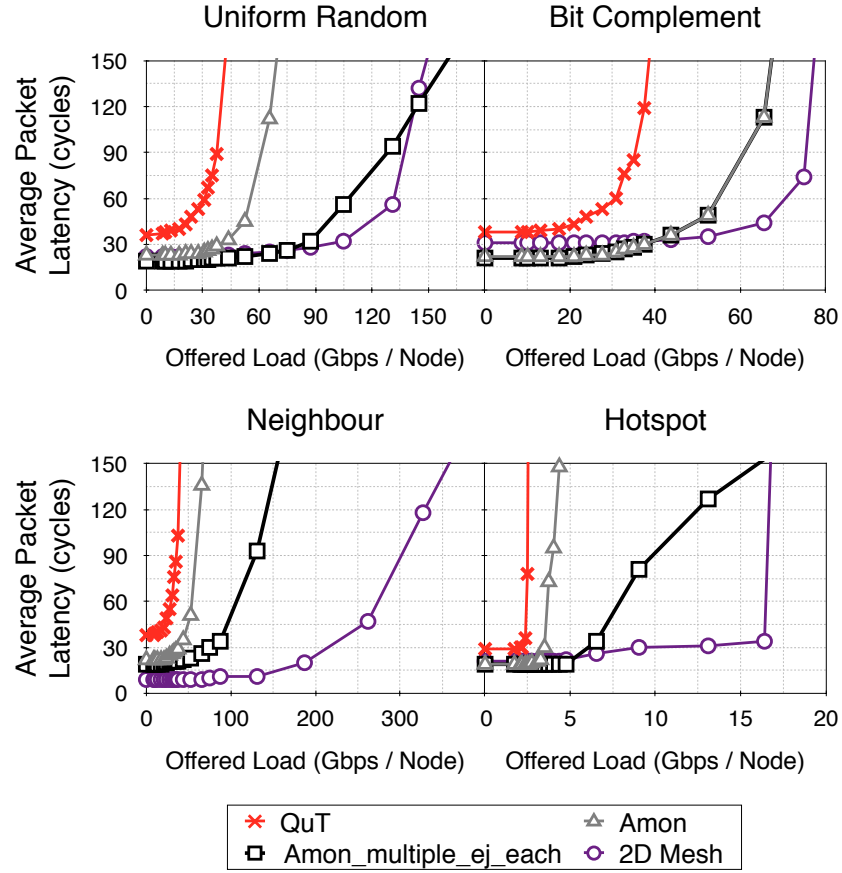 Uniform Random
Bit Complement
Average Packet
Latency (cycles)
150
120
90
60
30
0
0 30 60 90 120 150
0 20 40 60 80
Offered Load (Gbps / Node)
Offered Load (Gbps / Node)
Neighbour
Hotspot
Average Packet
Latency (cycles)
150
120
90
60
30
0
0 100 200 300
0 5 10 15 20
Offered Load (Gbps / Node)
Offered Load (Gbps / Node)
QuT
Amon
Amon_multiple_ej_each
2D Mesh